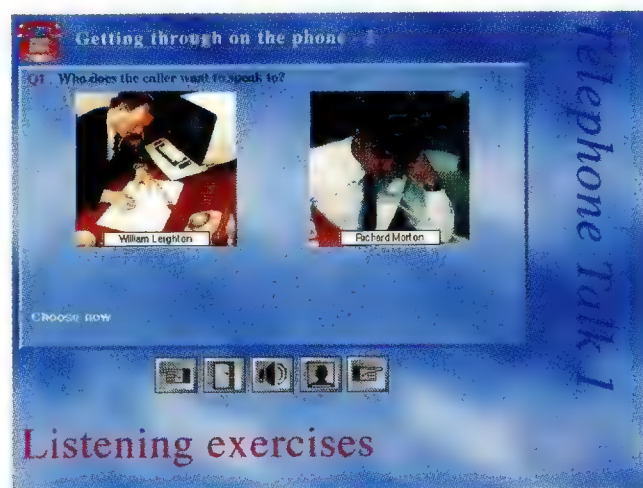 Getting through on the phone - 1
Q1 Who does the caller want to speak to?
William Leighton
Richard Morton
Choose now
Telephone Talk 1
Listening exercises